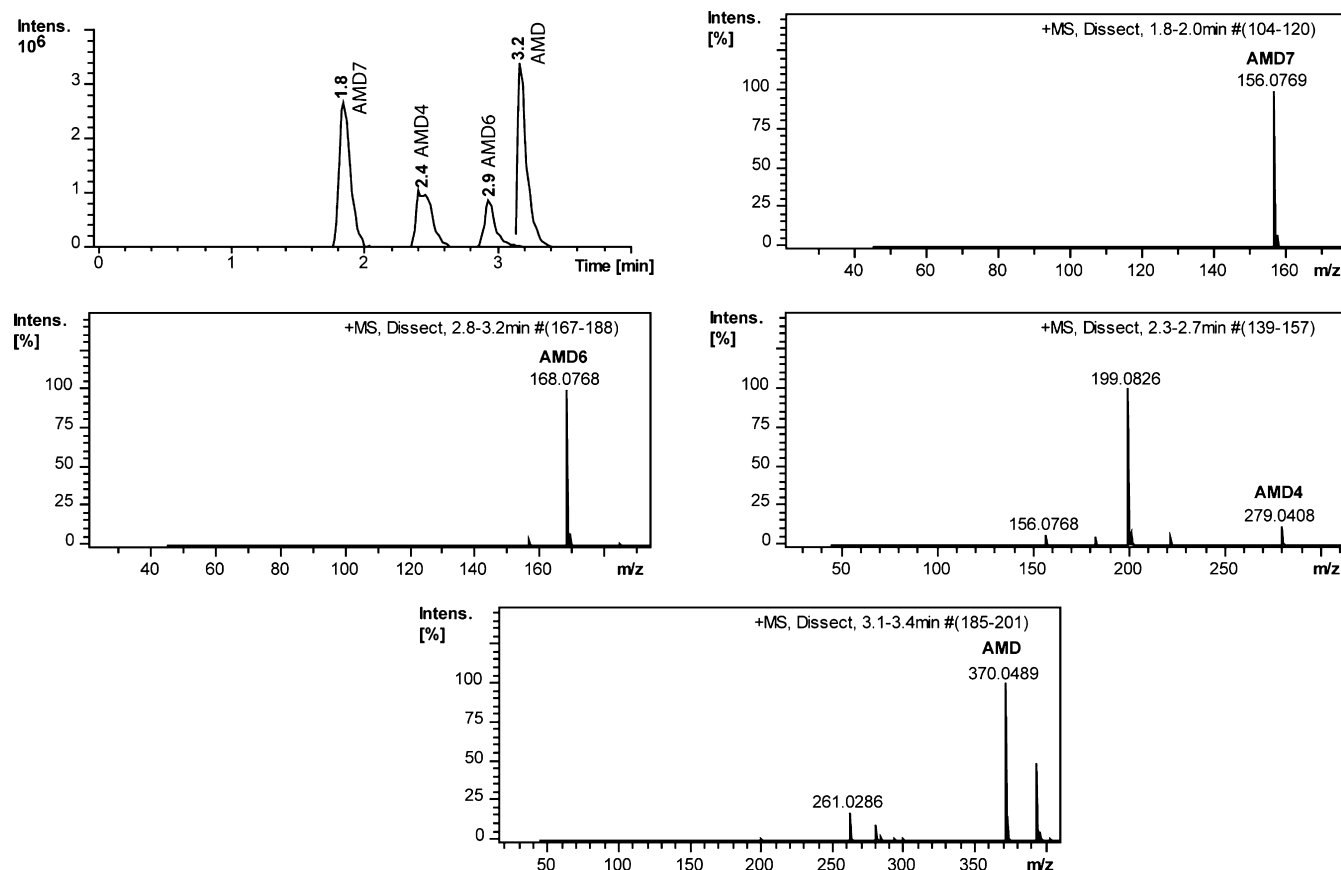 Intens.
10⁶
3
2
1
0
1.8
AMD7
2.4 AMD4
2.9 AMD6
3.2
AMD
0 1 2 3 Time [min]
Intens.
[%]
+MS, Dissect, 1.8-2.0min #(104-120)
AMD7
156.0769
100
75
50
25
0
40 60 80 100 120 140 160 m/z
Intens.
[%]
+MS, Dissect, 2.8-3.2min #(167-188)
AMD6
168.0768
100
75
50
25
0
40 60 80 100 120 140 160 m/z
Intens.
[%]
+MS, Dissect, 2.3-2.7min #(139-157)
199.0826
AMD4
279.0408
156.0768
100
75
50
25
0
50 100 150 200 250 m/z
Intens.
[%]
+MS, Dissect, 3.1-3.4min #(185-201)
AMD
370.0489
261.0286
100
75
50
25
0
50 100 150 200 250 300 350 m/z